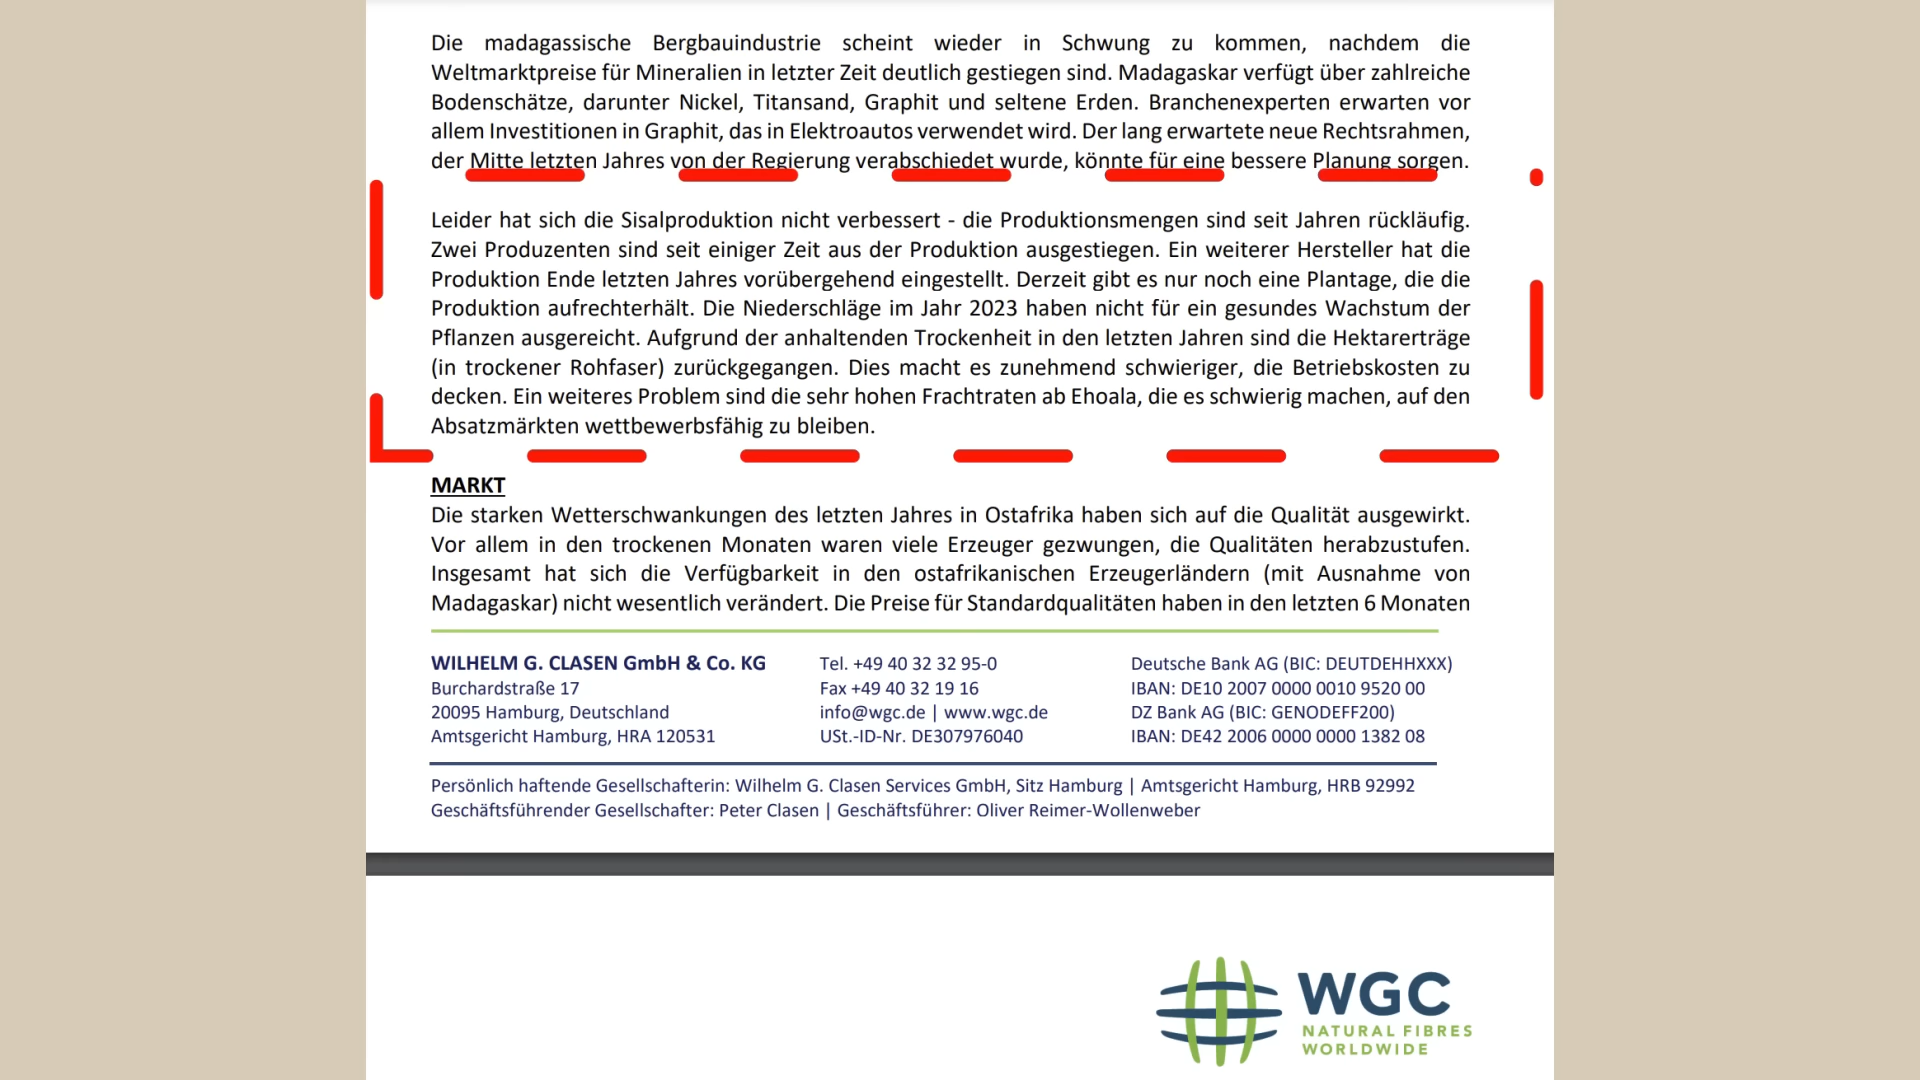 Die madagassische Bergbauindustrie scheint wieder in Schwung zu kommen, nachdem die
Weltmarktpreise für Mineralien in letzter Zeit deutlich gestiegen sind. Madagaskar verfügt über zahlreiche
Bodenschätze, darunter Nickel, Titansand, Graphit und seltene Erden. Branchenexperten erwarten vor
allem Investitionen in Graphit, das in Elektroautos verwendet wird. Der lang erwartete neue Rechtsrahmen,
der Mitte letzten Jahres von der Regierung verabschiedet wurde, könnte für eine bessere Planung sorgen.
Leider hat sich die Sisalproduktion nicht verbessert - die Produktionsmengen sind seit Jahren rückläufig.
Zwei Produzenten sind seit einiger Zeit aus der Produktion ausgestiegen. Ein weiterer Hersteller hat die
Produktion Ende letzten Jahres vorübergehend eingestellt. Derzeit gibt es nur noch eine Plantage, die die
Produktion aufrechterhält. Die Niederschläge im Jahr 2023 haben nicht für ein gesundes Wachstum der
Pflanzen ausgereicht. Aufgrund der anhaltenden Trockenheit in den letzten Jahren sind die Hektarerträge
(in trockener Rohfaser) zurückgegangen. Dies macht es zunehmend schwieriger, die Betriebskosten zu
decken. Ein weiteres Problem sind die sehr hohen Frachtraten ab Ehoala, die es schwierig machen, auf den
Absatzmärkten wettbewerbsfähig zu bleiben.
MARKT
Die starken Wetterschwankungen des letzten Jahres in Ostafrika haben sich auf die Qualität ausgewirkt.
Vor allem in den trockenen Monaten waren viele Erzeuger gezwungen, die Qualitäten herabzustufen.
Insgesamt hat sich die Verfügbarkeit in den ostafrikanischen Erzeugerländern (mit Ausnahme von
Madagaskar) nicht wesentlich verändert. Die Preise für Standardqualitäten haben in den letzten 6 Monaten
WILHELM G. CLASEN GmbH & Co. KG
Burchardstraße 17
20095 Hamburg, Deutschland
Amtsgericht Hamburg, HRA 120531
Tel. +49 40 32 32 95-0
Fax +49 40 32 19 16
info@wgc.de | www.wgc.de
USt.-ID-Nr. DE307976040
Deutsche Bank AG (BIC: DEUTDEHHXXX)
IBAN: DE10 2007 0000 0010 9520 00
DZ Bank AG (BIC: GENODEFF200)
IBAN: DE42 2006 0000 0000 1382 08
Persönlich haftende Gesellschafterin: Wilhelm G. Clasen Services GmbH, Sitz Hamburg | Amtsgericht Hamburg, HRB 92992
Geschäftsführender Gesellschafter: Peter Clasen | Geschäftsführer: Oliver Reimer-Wollenweber
WGC
NATURAL FIBRES
WORLDWIDE